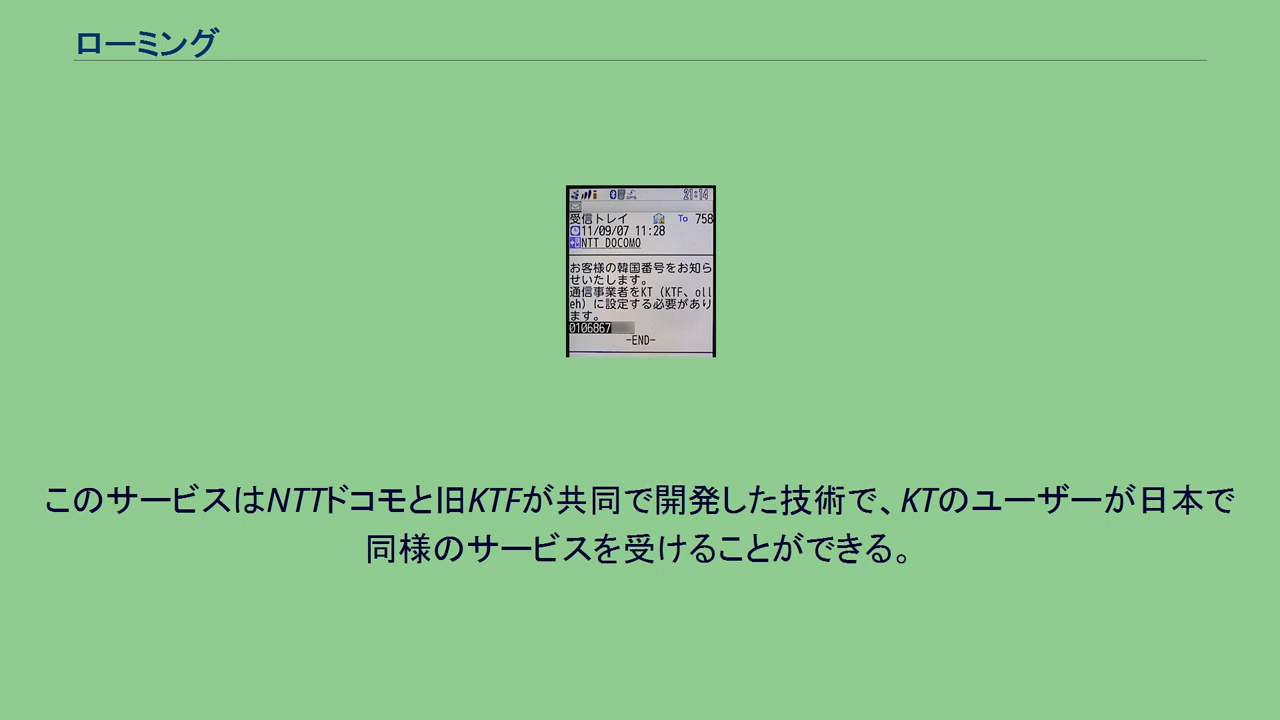 ローミング
21:14
受信トレイ To 758
11/09/07 11:28
NTT DOCOMO
お客様の韓国番号をお知ら
せいたします。
通信事業者をKT（KTF、oll
eh）に設定する必要があり
ます。
0106867
-END-
このサービスはNTTドコモと旧KTFが共同で開発した技術で、KTのユーザーが日本で
同様のサービスを受けることができる。